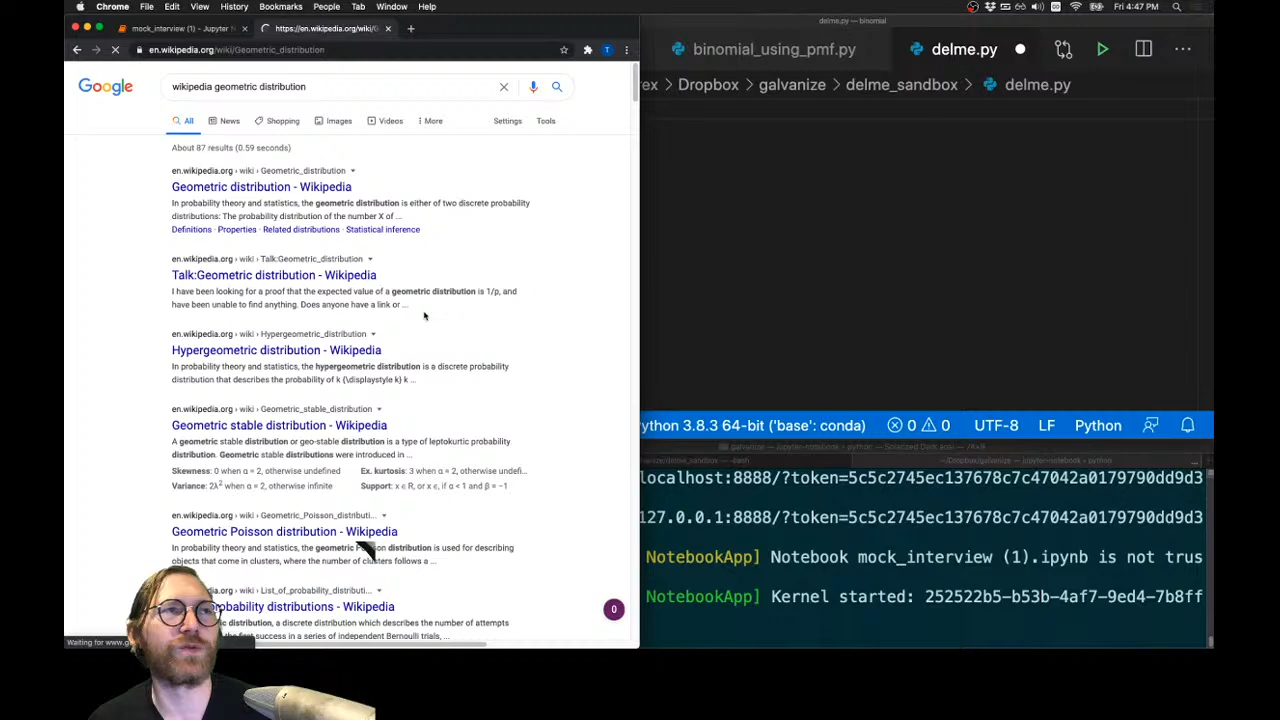 Chrome File Edit View History Bookmarks People Tab Window Help
Fri 4:47 PM
mock_interview (1) - Jupyter N
https://en.wikipedia.org/wiki/G
en.wikipedia.org/wiki/Geometric_distribution
T
Google
wikipedia geometric distribution
All News Shopping Images Videos More Settings Tools
About 87 results (0.59 seconds)
en.wikipedia.org › wiki › Geometric_distribution
Geometric distribution - Wikipedia
In probability theory and statistics, the geometric distribution is either of two discrete probability
distributions: The probability distribution of the number X of ...
Definitions · Properties · Related distributions · Statistical inference
en.wikipedia.org › wiki › Talk:Geometric_distribution
Talk:Geometric distribution - Wikipedia
I have been looking for a proof that the expected value of a geometric distribution is 1/p, and
have been unable to find anything. Does anyone have a link or ...
en.wikipedia.org › wiki › Hypergeometric_distribution
Hypergeometric distribution - Wikipedia
In probability theory and statistics, the hypergeometric distribution is a discrete probability
distribution that describes the probability of k {\displaystyle k} k ...
en.wikipedia.org › wiki › Geometric_stable_distribution
Geometric stable distribution - Wikipedia
A geometric stable distribution or geo-stable distribution is a type of leptokurtic probability
distribution. Geometric stable distributions were introduced in ...
Skewness: 0 when α = 2, otherwise undefined Ex. kurtosis: 3 when α = 2, otherwise undefi...
Variance: 2λ² when α = 2, otherwise infinite Support: x ∈ R, or x ∈, if α < 1 and β = −1
en.wikipedia.org › wiki › Geometric_Poisson_distributi...
Geometric Poisson distribution - Wikipedia
In probability theory and statistics, the geometric distribution is used for describing
objects that come in clusters, where the number of clusters follows a ...
.org › wiki › List_of_probability_distributi...
probability distributions - Wikipedia
distribution, a discrete distribution which describes the number of attempts
the first success in a series of independent Bernoulli trials, ...
0
Waiting for www.g
delme.py — binomial
binomial_using_pmf.py
delme.py
rex > Dropbox > galvanize > delme_sandbox > delme.py
ython 3.8.3 64-bit ('base': conda) 0 0 UTF-8 LF Python
galvanize — jupyter-notebook • python — Solarized Dark
~/Dropbox/galvanize — jupyter-notebook • python
localhost:8888/?token=5c5c2745ec137678c7c47042a0179790dd9d3
127.0.0.1:8888/?token=5c5c2745ec137678c7c47042a0179790dd9d3
NotebookApp] Notebook mock_interview (1).ipynb is not trus
NotebookApp] Kernel started: 252522b5-b53b-4af7-9ed4-7b8ff